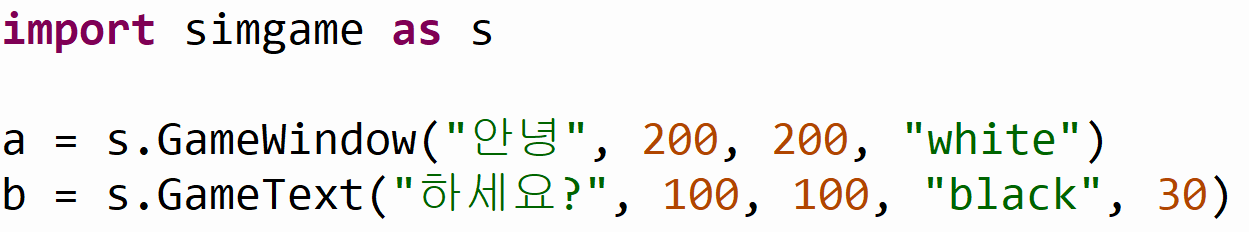 import simgame as s
a = s.GameWindow("안녕", 200, 200, "white")
b = s.GameText("하세요?", 100, 100, "black", 30)